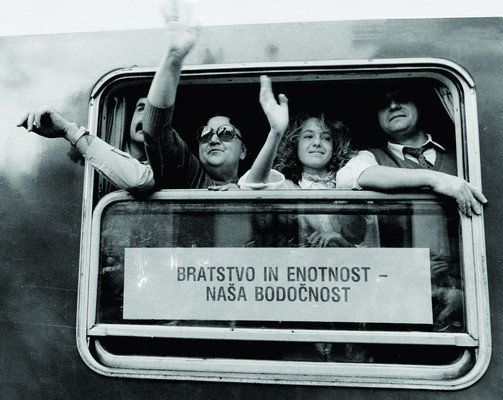 BRATSTVO IN ENOTNOST –
NAŠA BODOČNOST